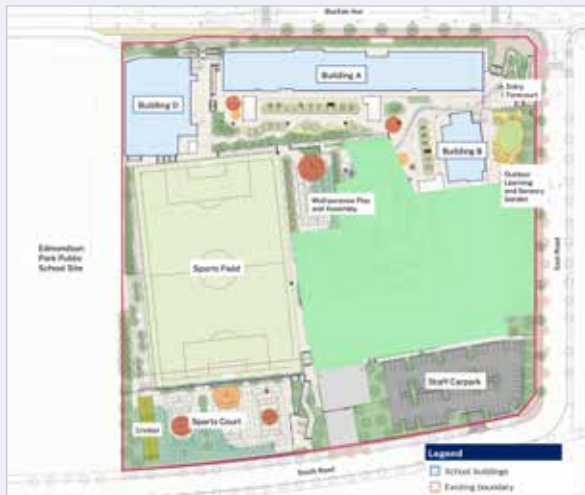 Buchan Ave
Building A
Building D
Entry
Forecourt
Building B
Outdoor
Learning
and Sensory
Garden
Multipurpose Play
and Assembly
East Road
Edmondson
Park Public
School Site
Sports Field
Staff Carpark
Cricket
Sports Court
South Road
Legend
School buildings
Existing boundary